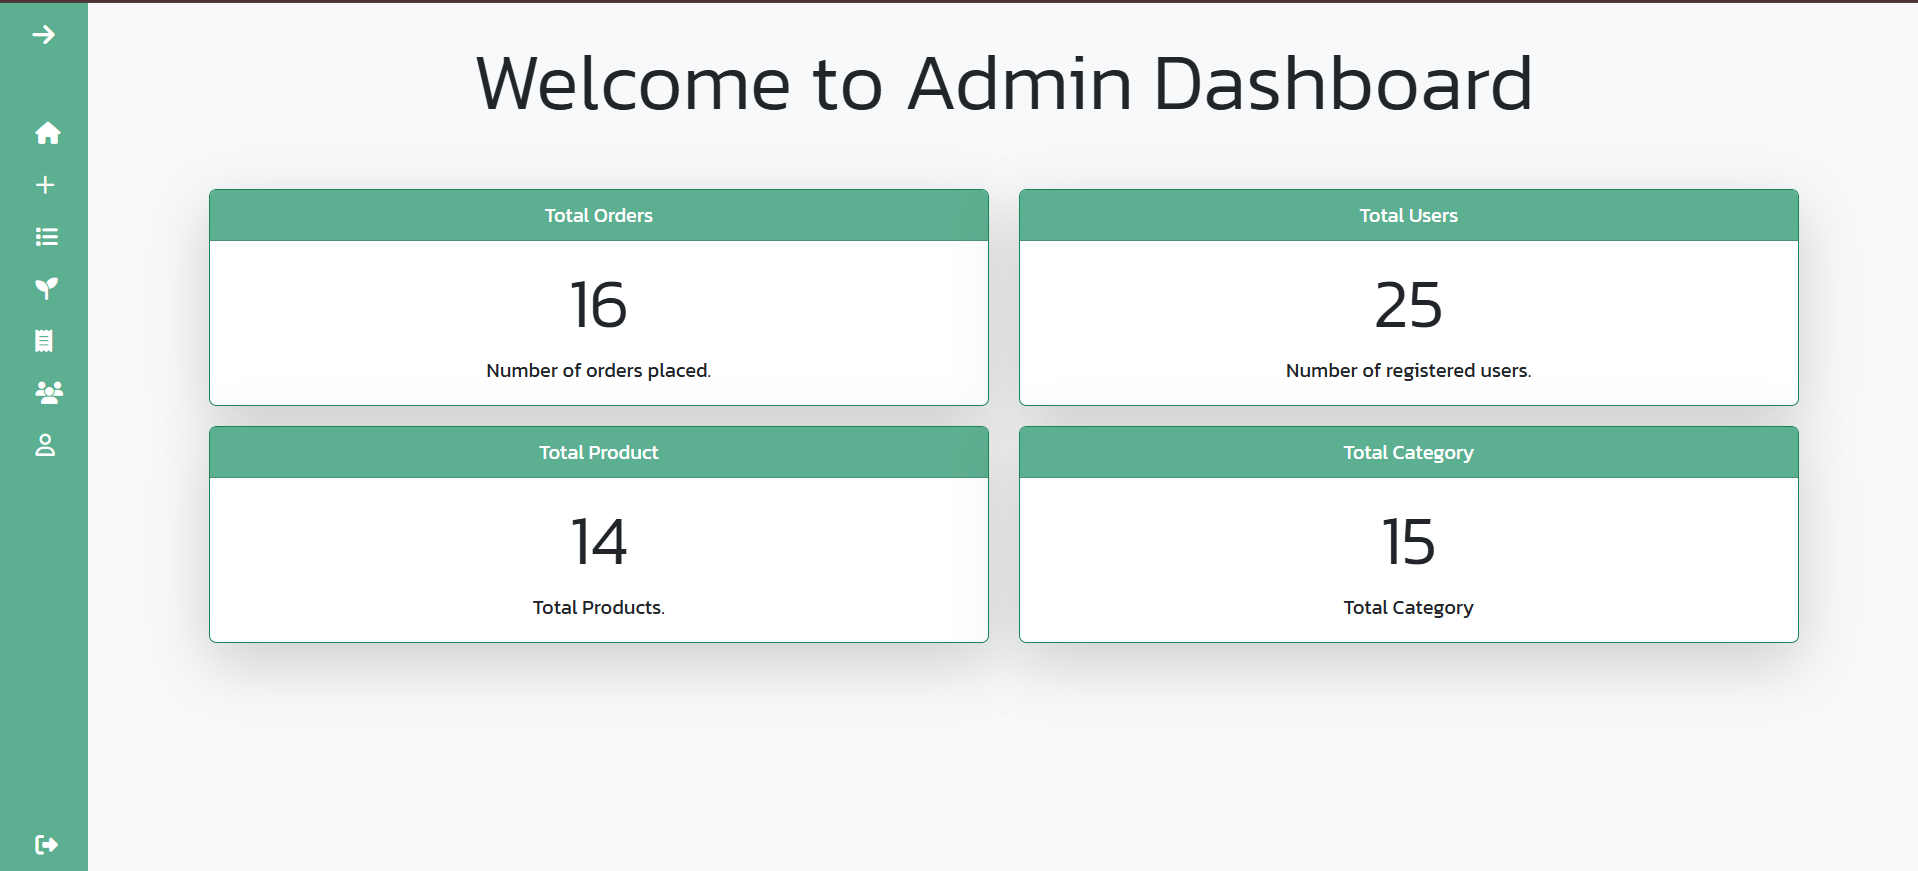 Welcome to Admin Dashboard
Total Orders
16
Number of orders placed.
Total Users
25
Number of registered users.
Total Product
14
Total Products.
Total Category
15
Total Category